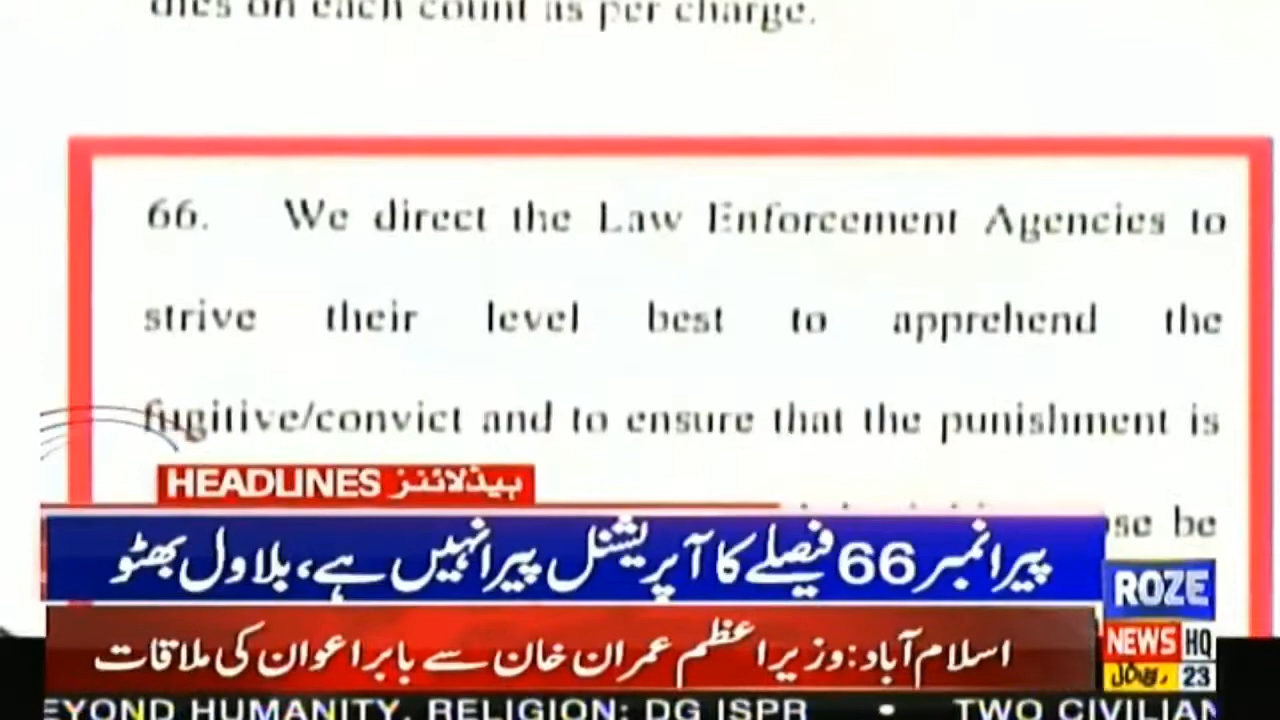 dies on each count as per charge.
66. We direct the Law Enforcement Agencies to
strive their level best to apprehend the
fugitive/convict and to ensure that the punishment is
be
HEADLINES ہیڈلائنز
پیرا نمبر 66 فیصلے کا آپریشنل پیرا نہیں ہے، بلاول بھٹو
ROZE
اسلام آباد: وزیراعظم عمران خان سے بابر اعوان کی ملاقات
NEWS HQ
23
EYOND HUMANITY, RELIGION: DG ISPR • TWO CIVILIAN